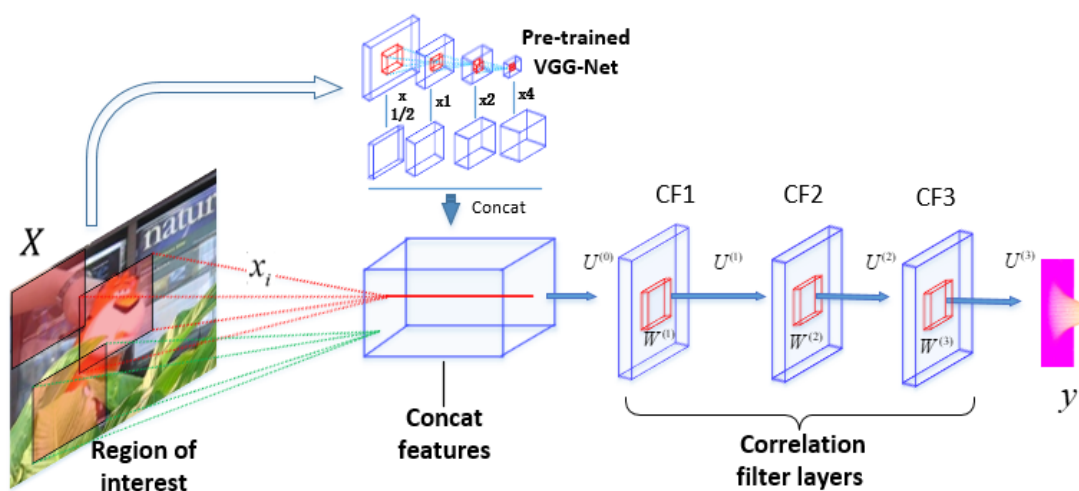 Pre-trained
VGG-Net
x
1/2
x1
x2
x4
Concat
CF1
CF2
CF3
X
natur
x_i
U^(0)
U^(1)
U^(2)
U^(3)
W^(1)
W^(2)
W^(3)
y
Concat
features
Region of
interest
Correlation
filter layers